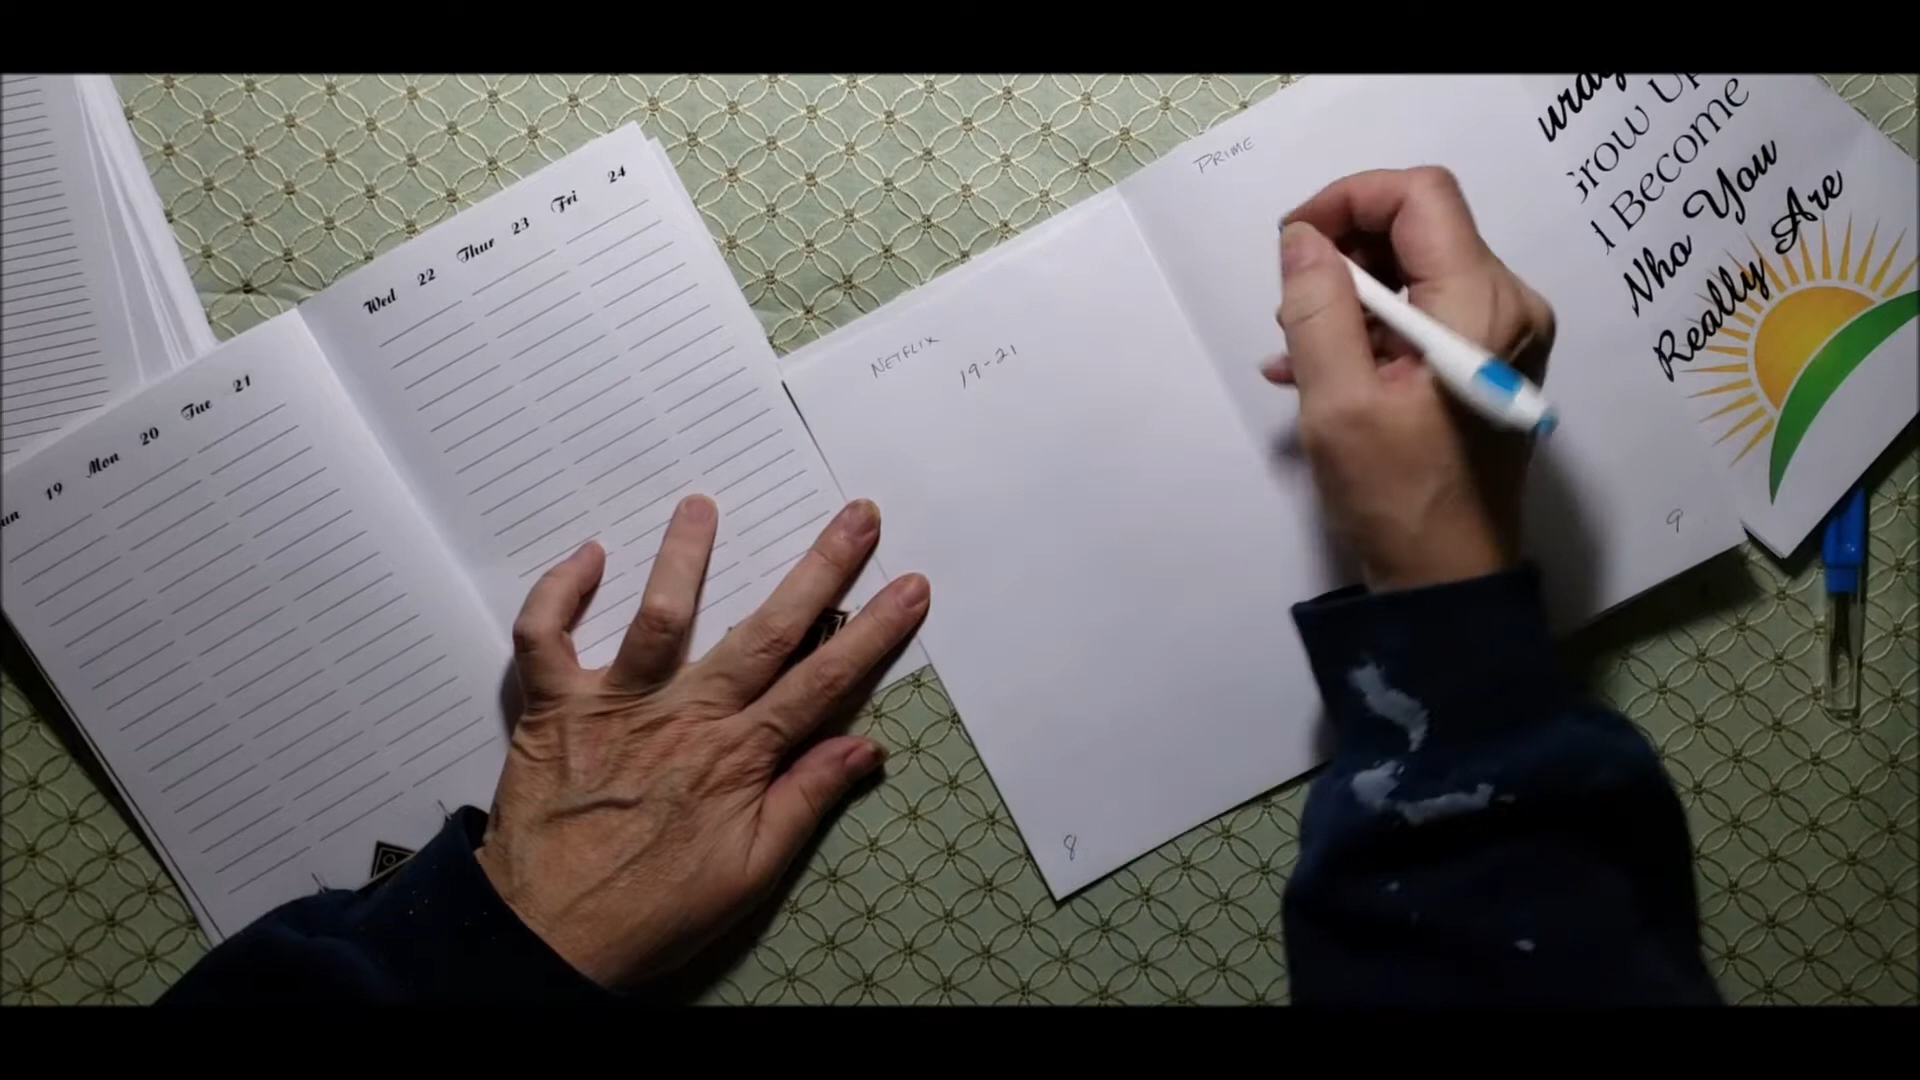 19 Mon 20 Tue 21
Wed 22 Thur 23 Fri 24
NETFLIX
19-21
8
PRIME
9
Grow Up
I Become
Who You
Really Are